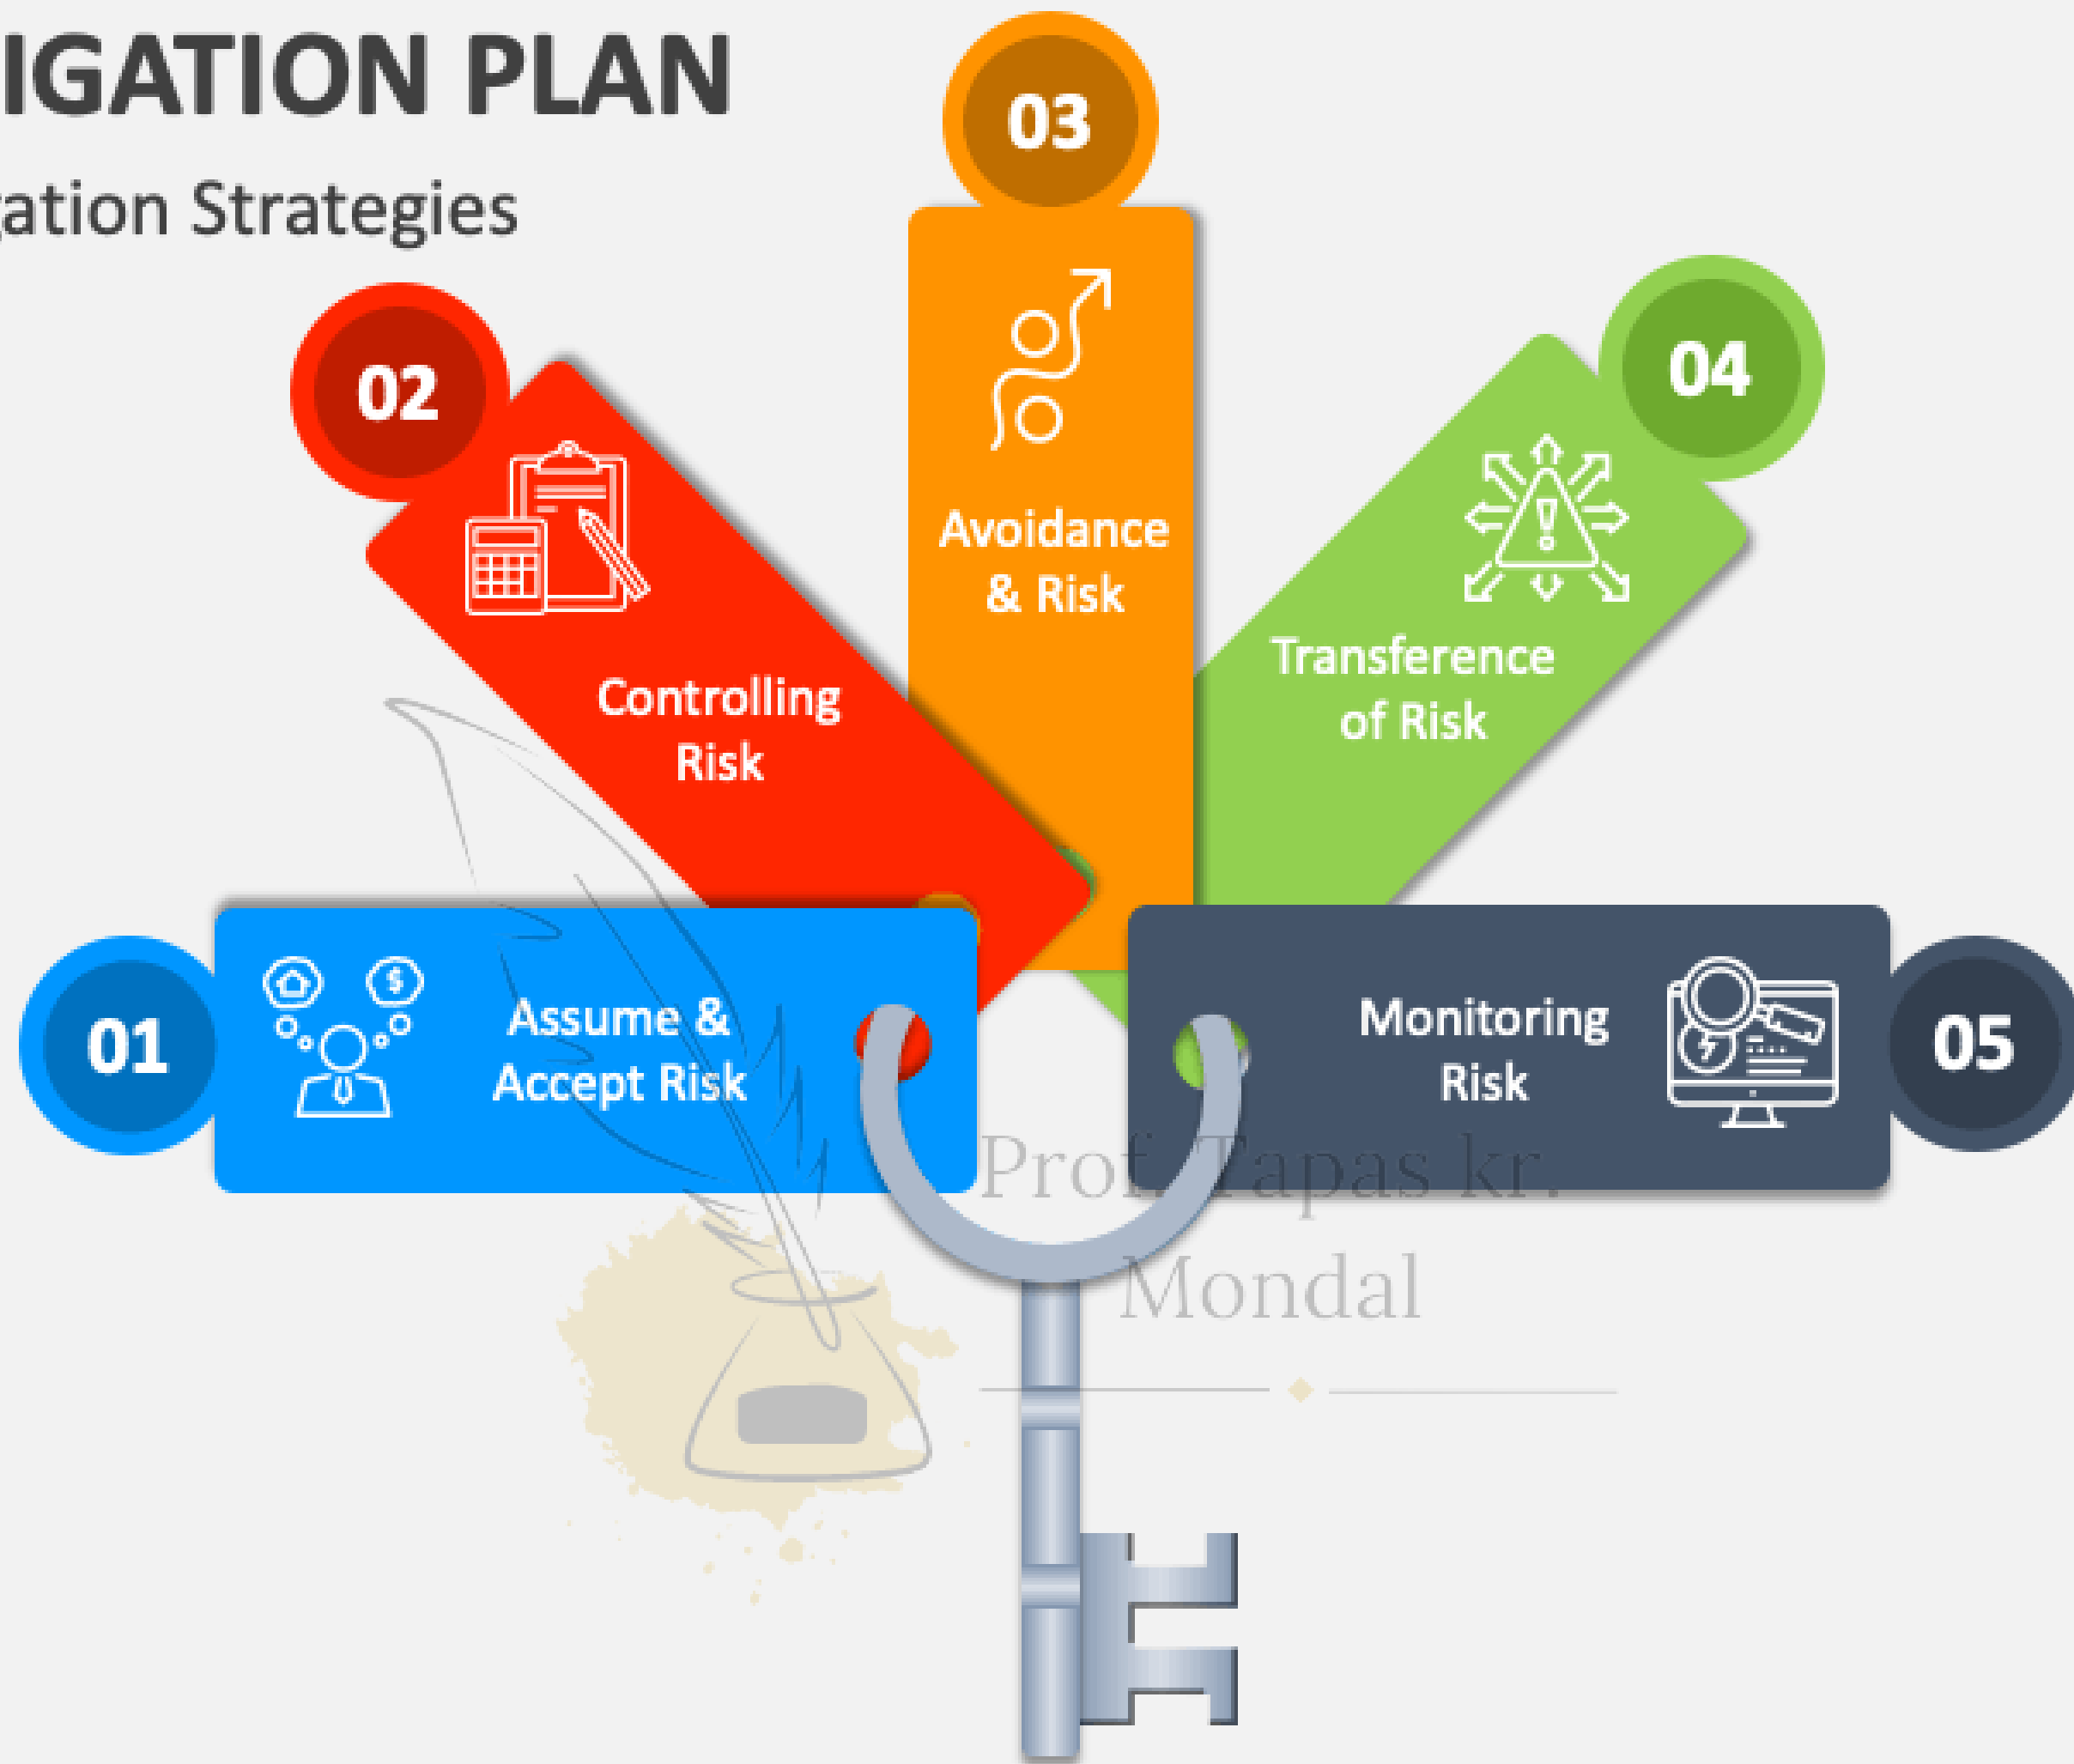 IGATION PLAN
gation Strategies
03
02
04
Avoidance
& Risk
Transference
of Risk
Controlling
Risk
01
Assume &
Accept Risk
Monitoring
Risk
05
$
Prof. Tapas kr.
Mondal